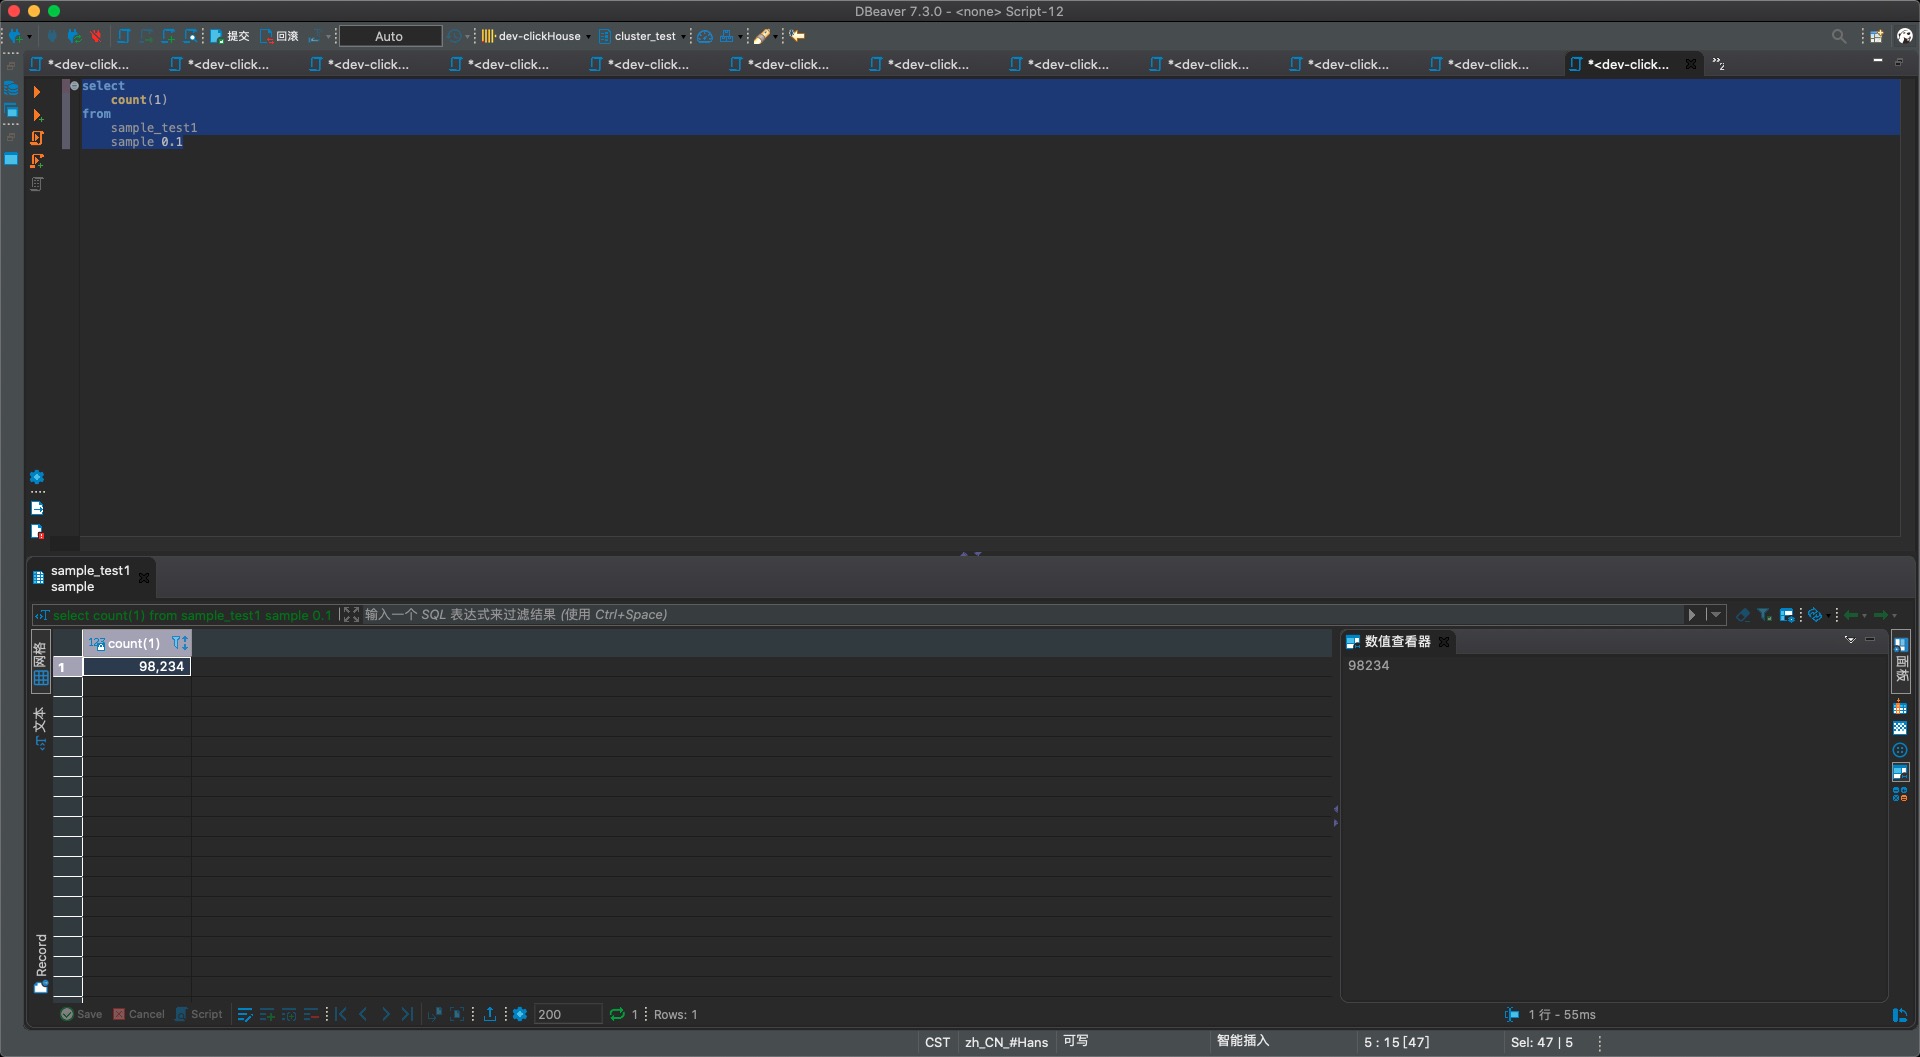 DBeaver 7.3.0 - <none> Script-12
提交 回滚 Auto dev-clickHouse cluster_test
*<dev-click... *<dev-click... *<dev-click... *<dev-click... *<dev-click... *<dev-click... *<dev-click... *<dev-click... *<dev-click... *<dev-click... *<dev-click... *<dev-click... »2
select
count(1)
from
sample_test1
sample 0.1
sample_test1
sample
select count(1) from sample_test1 sample 0.1 输入一个 SQL 表达式来过滤结果 (使用 Ctrl+Space)
网格
文本
Record
123 count(1)
1 98,234
数值查看器
98234
面板
Save Cancel Script 200 1 Rows: 1
1 行 - 55ms
CST zh_CN_#Hans 可写 智能插入 5 : 15 [47] Sel: 47 | 5